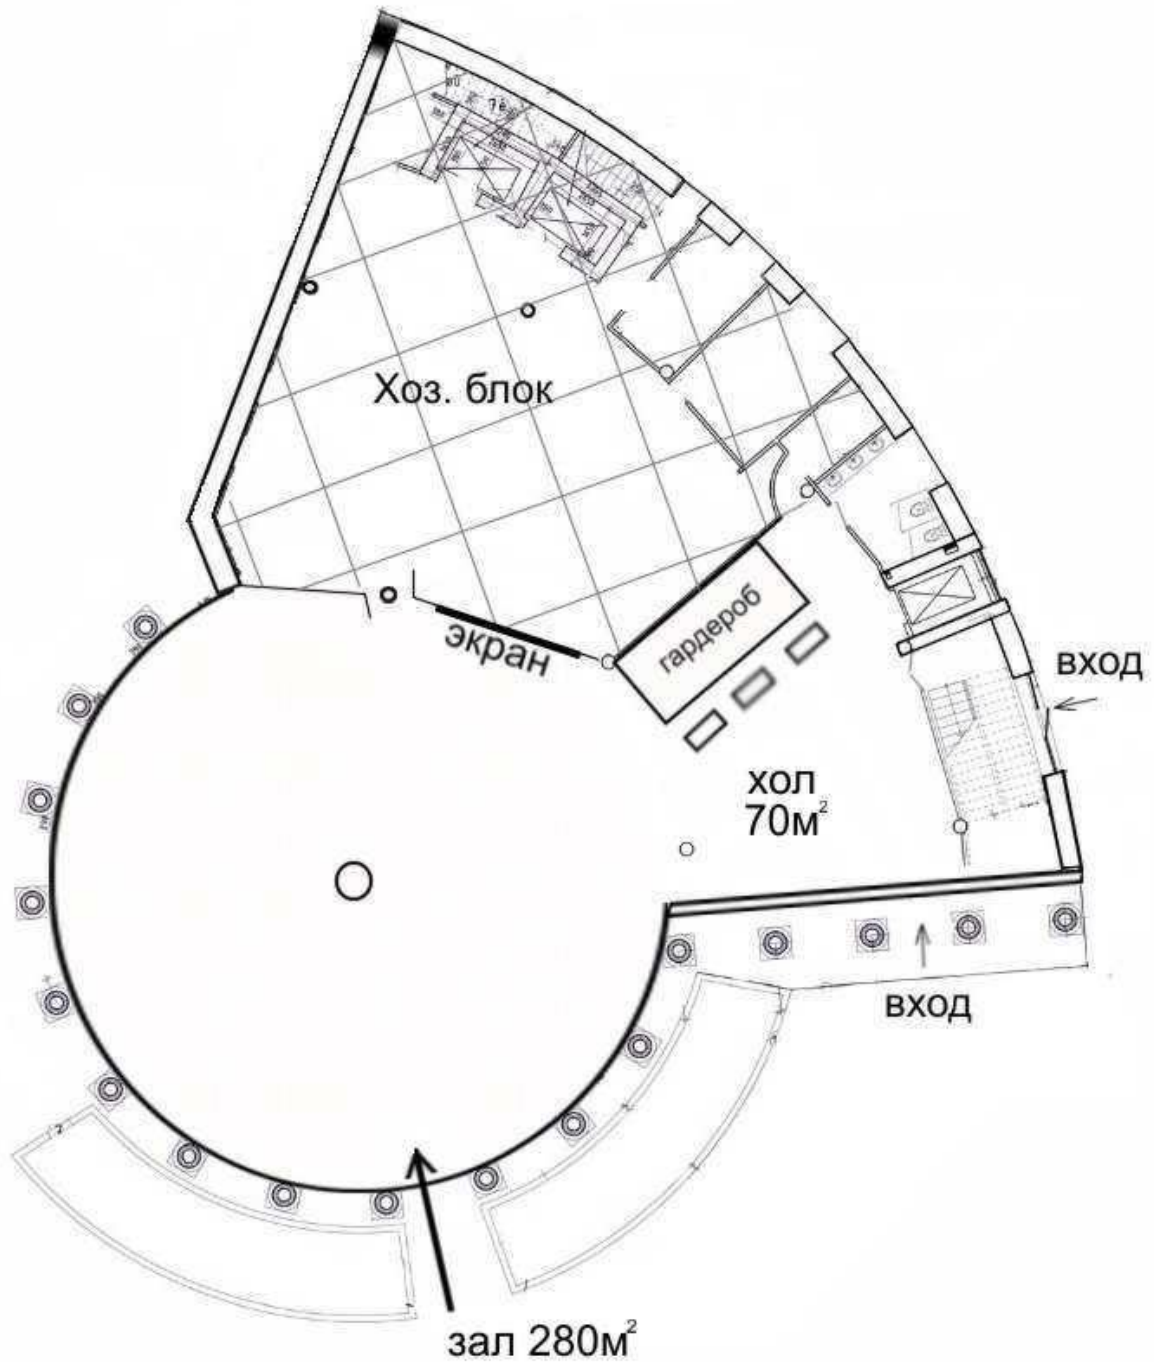 Хоз. блок
экран
гардероб
вход
хол
70м²
вход
зал 280м²